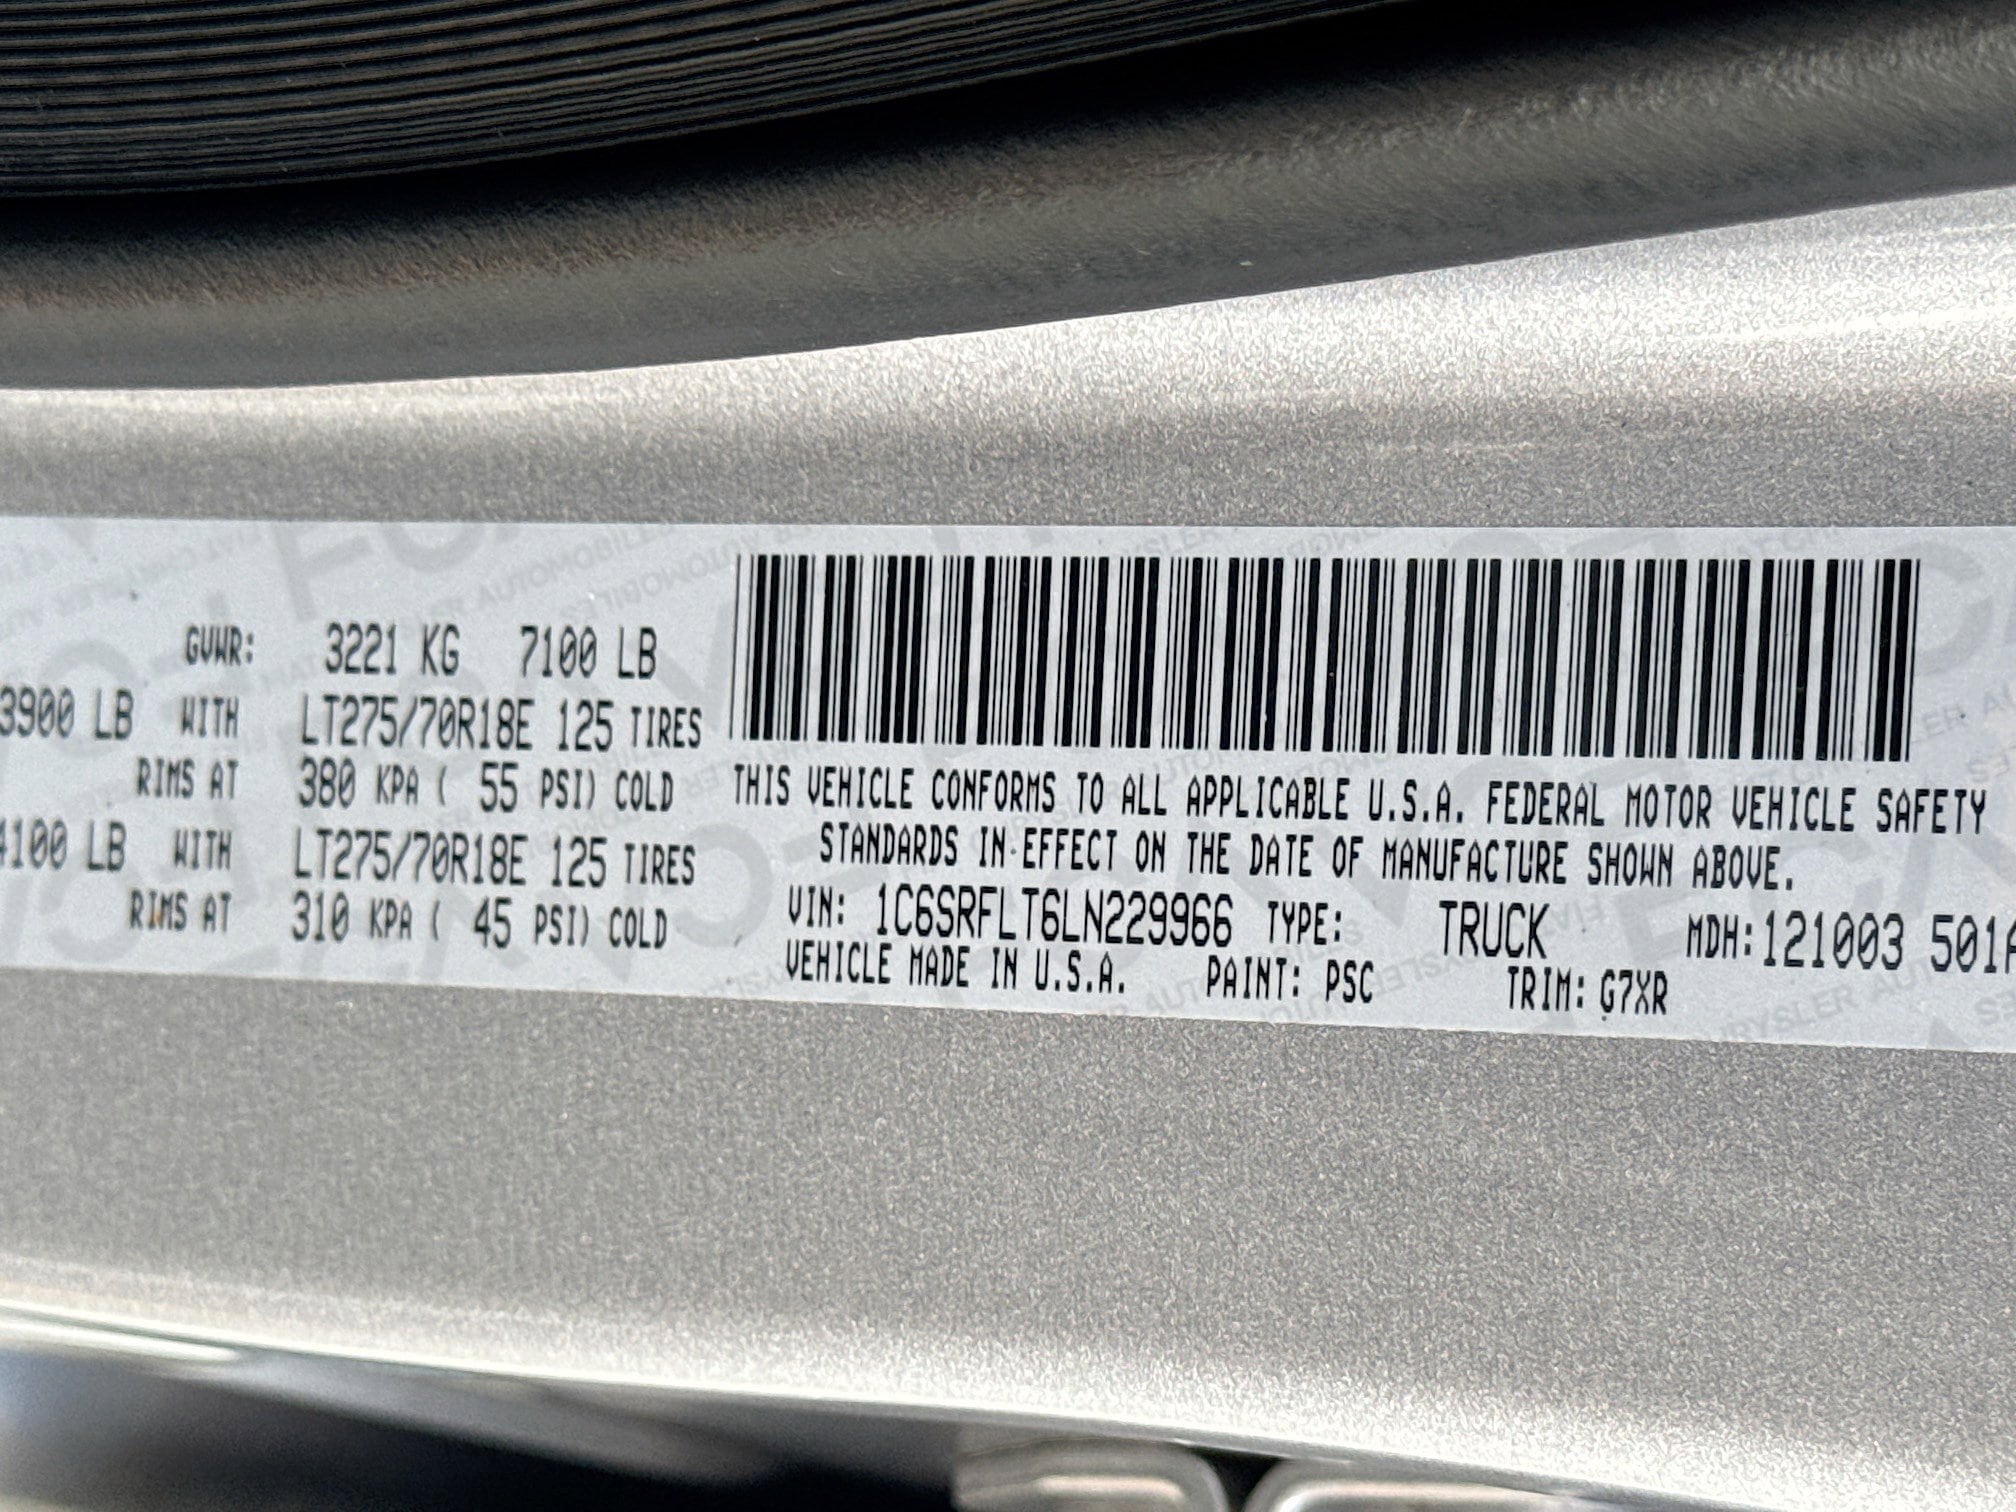 GVWR: 3221 KG 7100 LB
3900 LB WITH LT275/70R18E 125 TIRES
RIMS AT 380 KPA ( 55 PSI) COLD
4100 LB WITH LT275/70R18E 125 TIRES
RIMS AT 310 KPA ( 45 PSI) COLD
THIS VEHICLE CONFORMS TO ALL APPLICABLE U.S.A. FEDERAL MOTOR VEHICLE SAFETY
STANDARDS IN EFFECT ON THE DATE OF MANUFACTURE SHOWN ABOVE.
VIN: 1C6SRFLT6LN229966 TYPE: TRUCK MDH: 121003 501
VEHICLE MADE IN U.S.A. PAINT: PSC TRIM: G7XR